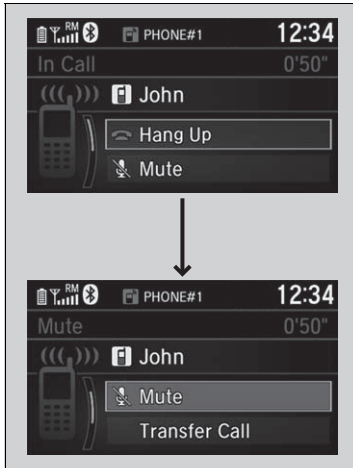 RM PHONE#1 12:34
In Call 0'50"
John
Hang Up
Mute
RM PHONE#1 12:34
Mute 0'50"
John
Mute
Transfer Call